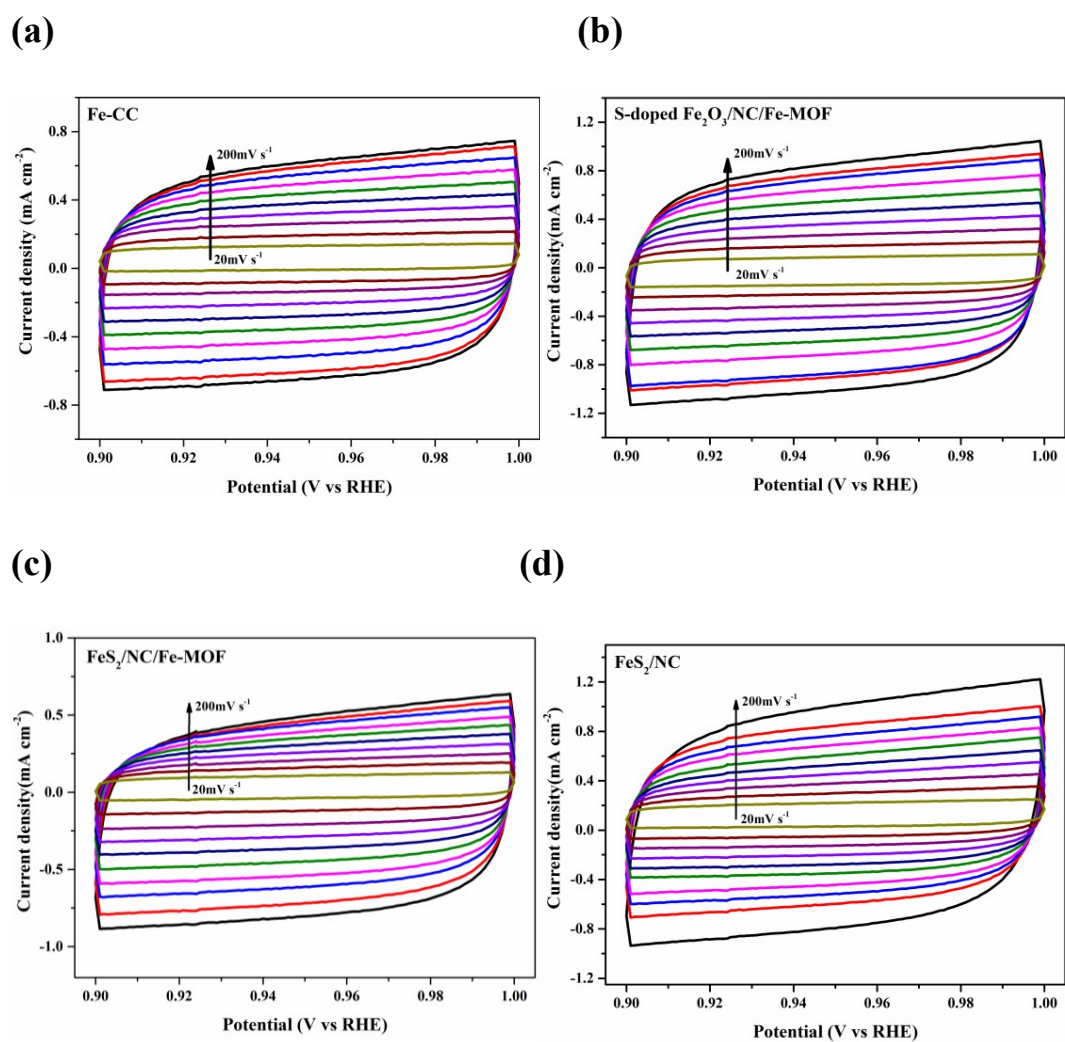 (a)
(b)
Fe-CC
200mV s⁻¹
20mV s⁻¹
0.8
0.4
0.0
-0.4
-0.8
0.90
0.92
0.94
0.96
0.98
1.00
Current density (mA cm⁻²)
Potential (V vs RHE)
S-doped Fe₂O₃/NC/Fe-MOF
200mV s⁻¹
20mV s⁻¹
1.2
0.8
0.4
0.0
-0.4
-0.8
-1.2
0.90
0.92
0.94
0.96
0.98
1.00
Current density(mA cm⁻²)
Potential (V vs RHE)
(c)
(d)
FeS₂/NC/Fe-MOF
200mV s⁻¹
20mV s⁻¹
1.0
0.5
0.0
-0.5
-1.0
0.90
0.92
0.94
0.96
0.98
1.00
Current density(mA cm⁻²)
Potential (V vs RHE)
FeS₂/NC
200mV s⁻¹
20mV s⁻¹
1.2
0.8
0.4
0.0
-0.4
-0.8
-1.2
0.90
0.92
0.94
0.96
0.98
1.00
Current density(mA cm⁻²)
Potential (V vs RHE)